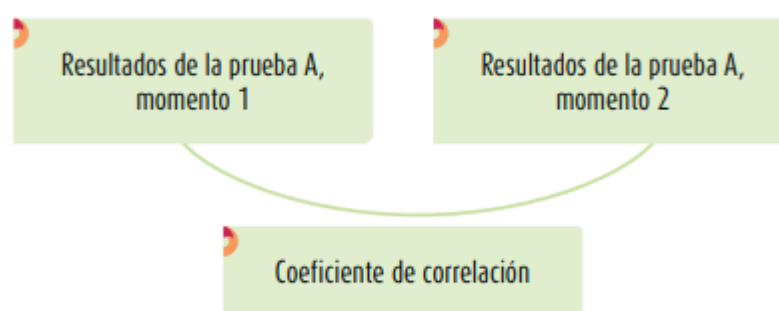 Resultados de la prueba A,
momento 1
Resultados de la prueba A,
momento 2
Coeficiente de correlación